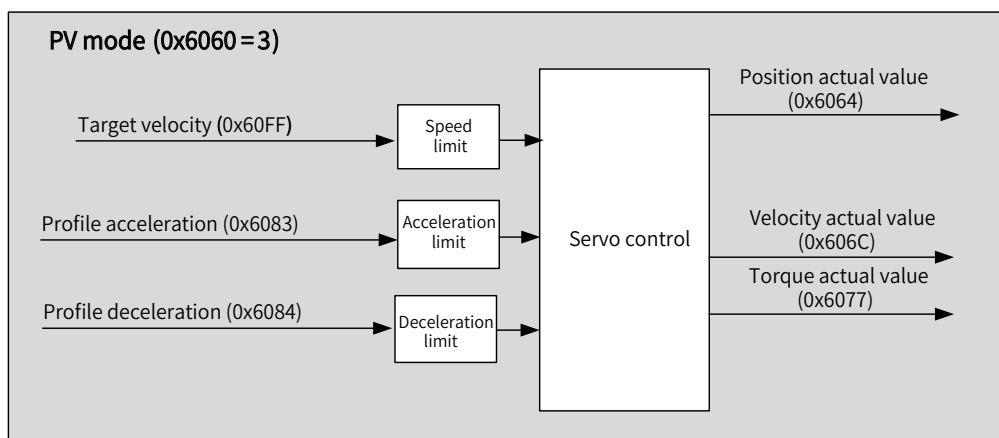 PV mode (0x6060 = 3)
Target velocity (0x60FF)
Speed
limit
Profile acceleration (0x6083)
Acceleration
limit
Profile deceleration (0x6084)
Deceleration
limit
Servo control
Position actual value
(0x6064)
Velocity actual value
(0x606C)
Torque actual value
(0x6077)